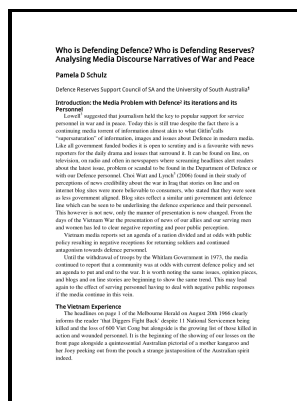 Who is Defending Defence? Who is Defending Reserves?
Analysing Media Discourse Narratives of War and Peace
Pamela D Schulz
Defence Reserves Support Council of SA and the University of South Australia¹
Introduction: the Media Problem with Defence² its iterations and its
Personnel
Lowell³ suggested that journalism held the key to popular support for service
personnel in war and peace. Today this is still true despite the fact there is a
continuing media torrent of information almost akin to what Gitlin⁴calls
"supersaturation" of information, images and issues about Defence in modern media.
Like all government funded bodies it is open to scrutiny and is a favourite with news
reporters for the daily drama and issues that surround it. It can be found on line, on
television, on radio and often in newspapers where screaming headlines alert readers
about the latest issue, problem or scandal to be found in the Department of Defence or
with our Defence personnel. Choi Watt and Lynch⁵ (2006) found in their study of
perceptions of news credibility about the war in Iraq that stories on line and on
internet blog sites were more believable to consumers, who stated that they were seen
as less government aligned. Blog sites reflect a similar anti government anti defence
line which can be seen to be underlining the defence experience and their personnel.
This however is not new, only the manner of presentation is now changed. From the
days of the Vietnam War the presentation of news of our allies and our serving men
and women has led to clear negative reporting and poor public perception.
Vietnam media reports set an agenda of a nation divided and at odds with public
policy resulting in negative receptions for returning soldiers and continued
antagonism towards defence personnel.
Until the withdrawal of troops by the Whitlam Government in 1973, the media
continued to report that a community was at odds with current defence policy and set
an agenda to put and end to the war. It is worth noting the same issues, opinion pieces,
and blogs and on line stories are beginning to show the same trend. This may lead
again to the effect of serving personnel having to deal with negative public responses
if the media continue in this vein.
The Vietnam Experience
The headlines on page 1 of the Melbourne Herald on August 20th 1966 clearly
informs the reader 'that Diggers Fight Back' despite 11 National Servicemen being
killed and the loss of 600 Viet Cong but alongside is the growing list of those killed in
action and wounded personnel. It is the beginning of the showing of our losses on the
front page alongside a quintessential Australian pictorial of a mother kangaroo and
her Joey peeking out from the pouch a strange juxtaposition of the Australian spirit
indeed.